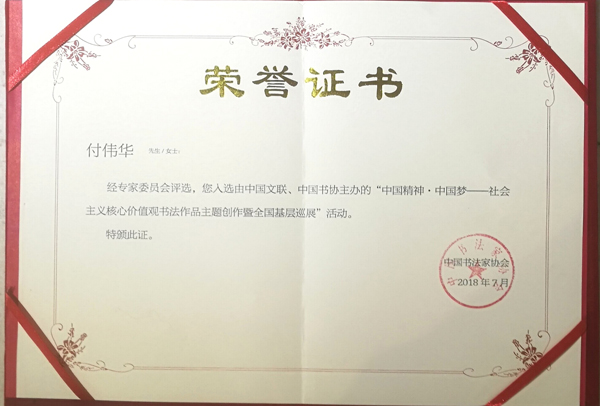 荣誉证书
付伟华 先生(女士):
经专家委员会评选，您入选由中国文联、中国书协主办的“中国精神·中国梦——社会
主义核心价值观书法作品主题创作暨全国基层巡展”活动。
特颁此证。
中国书法家协会
2018年7月